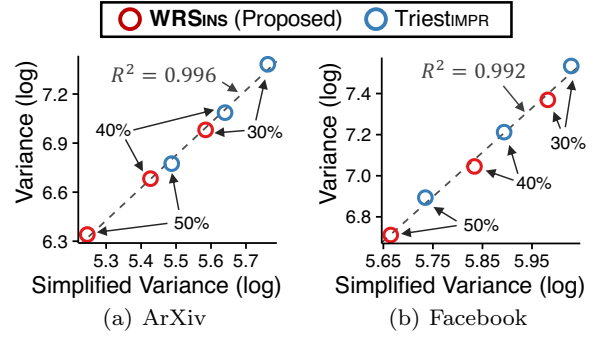 WRSINS (Proposed) TriestIMPR
R² = 0.996
40%
30%
50%
7.2
6.9
6.6
6.3
5.3 5.4 5.5 5.6 5.7
Variance (log)
Simplified Variance (log)
(a) ArXiv
R² = 0.992
30%
40%
50%
7.4
7.2
7.0
6.8
5.65 5.75 5.85 5.95
Variance (log)
Simplified Variance (log)
(b) Facebook